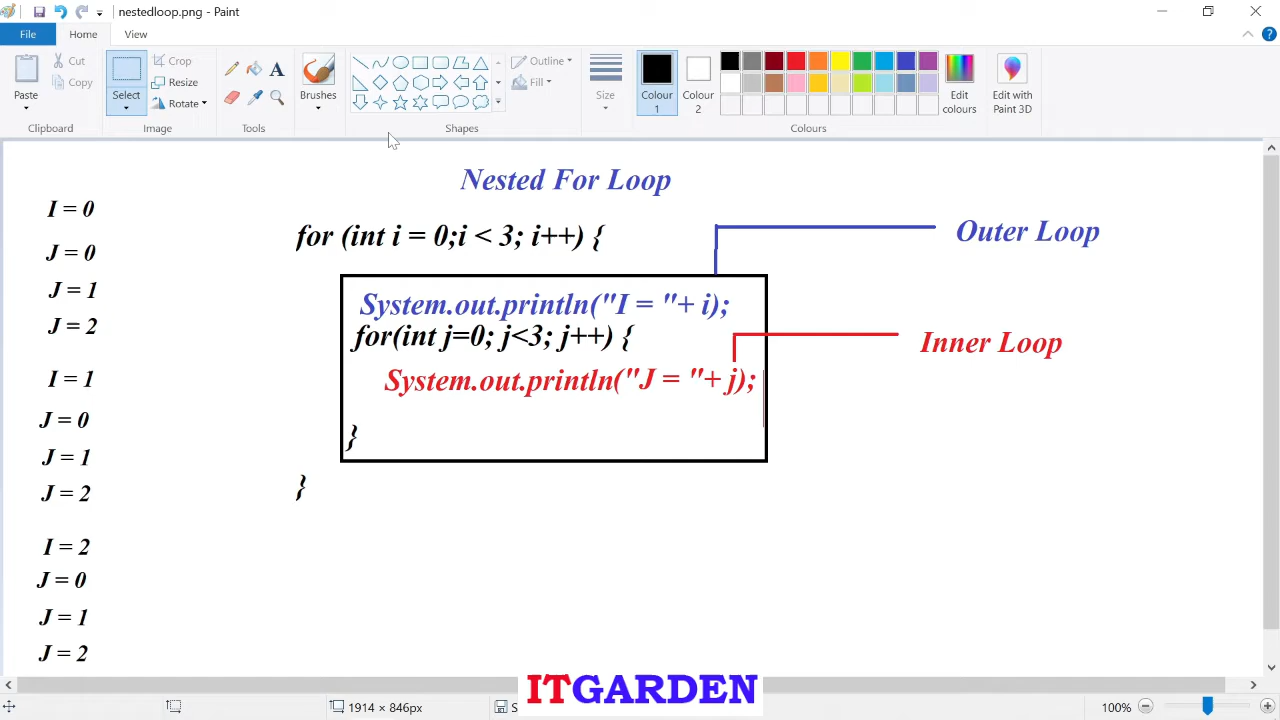 nestedloop.png - Paint
File Home View
Paste Cut Copy Clipboard
Select Crop Resize Rotate Image
Tools
Brushes
Outline Fill Shapes
Size
Colour 1
Colour 2
Edit colours
Colours
Edit with Paint 3D
Nested For Loop
I = 0
J = 0
J = 1
J = 2
I = 1
J = 0
J = 1
J = 2
I = 2
J = 0
J = 1
J = 2
for (int i = 0;i < 3; i++) {
System.out.println("I = "+ i);
for(int j=0; j<3; j++) {
System.out.println("J = "+ j);
}
}
Outer Loop
Inner Loop
ITGARDEN
1914 × 846px
S
100%